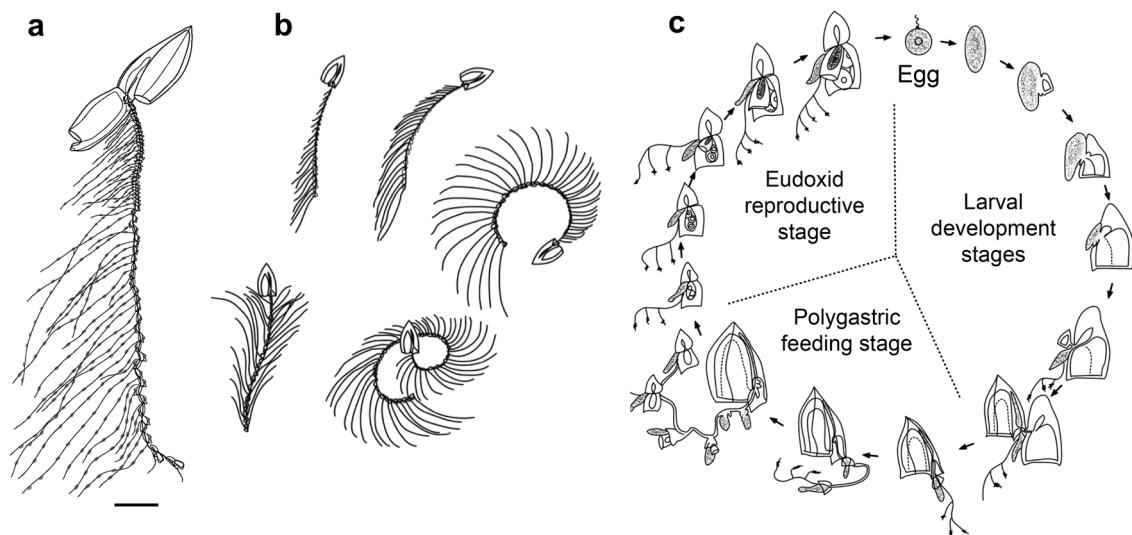 a
b
c
Egg
Eudoxid
reproductive
stage
Larval
development
stages
Polygastric
feeding stage